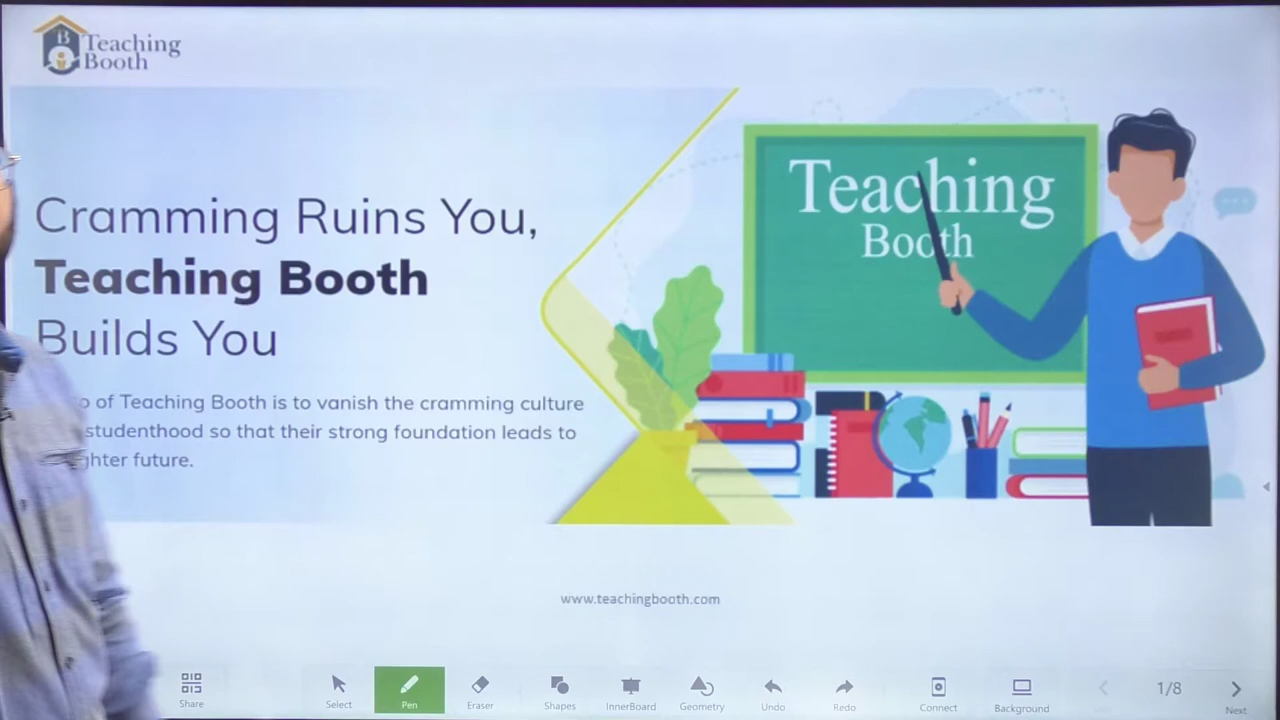 B
Teaching
Booth
Cramming Ruins You,
Teaching Booth
Builds You
of Teaching Booth is to vanish the cramming culture
studenthood so that their strong foundation leads to
future.
Teaching
Booth
www.teachingbooth.com
Share
Select
Pen
Eraser
Shapes
InnerBoard
Geometry
Undo
Redo
Connect
Background
1/8
Next